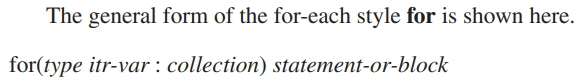 The general form of the for-each style for is shown here.
for(type itr-var : collection) statement-or-block